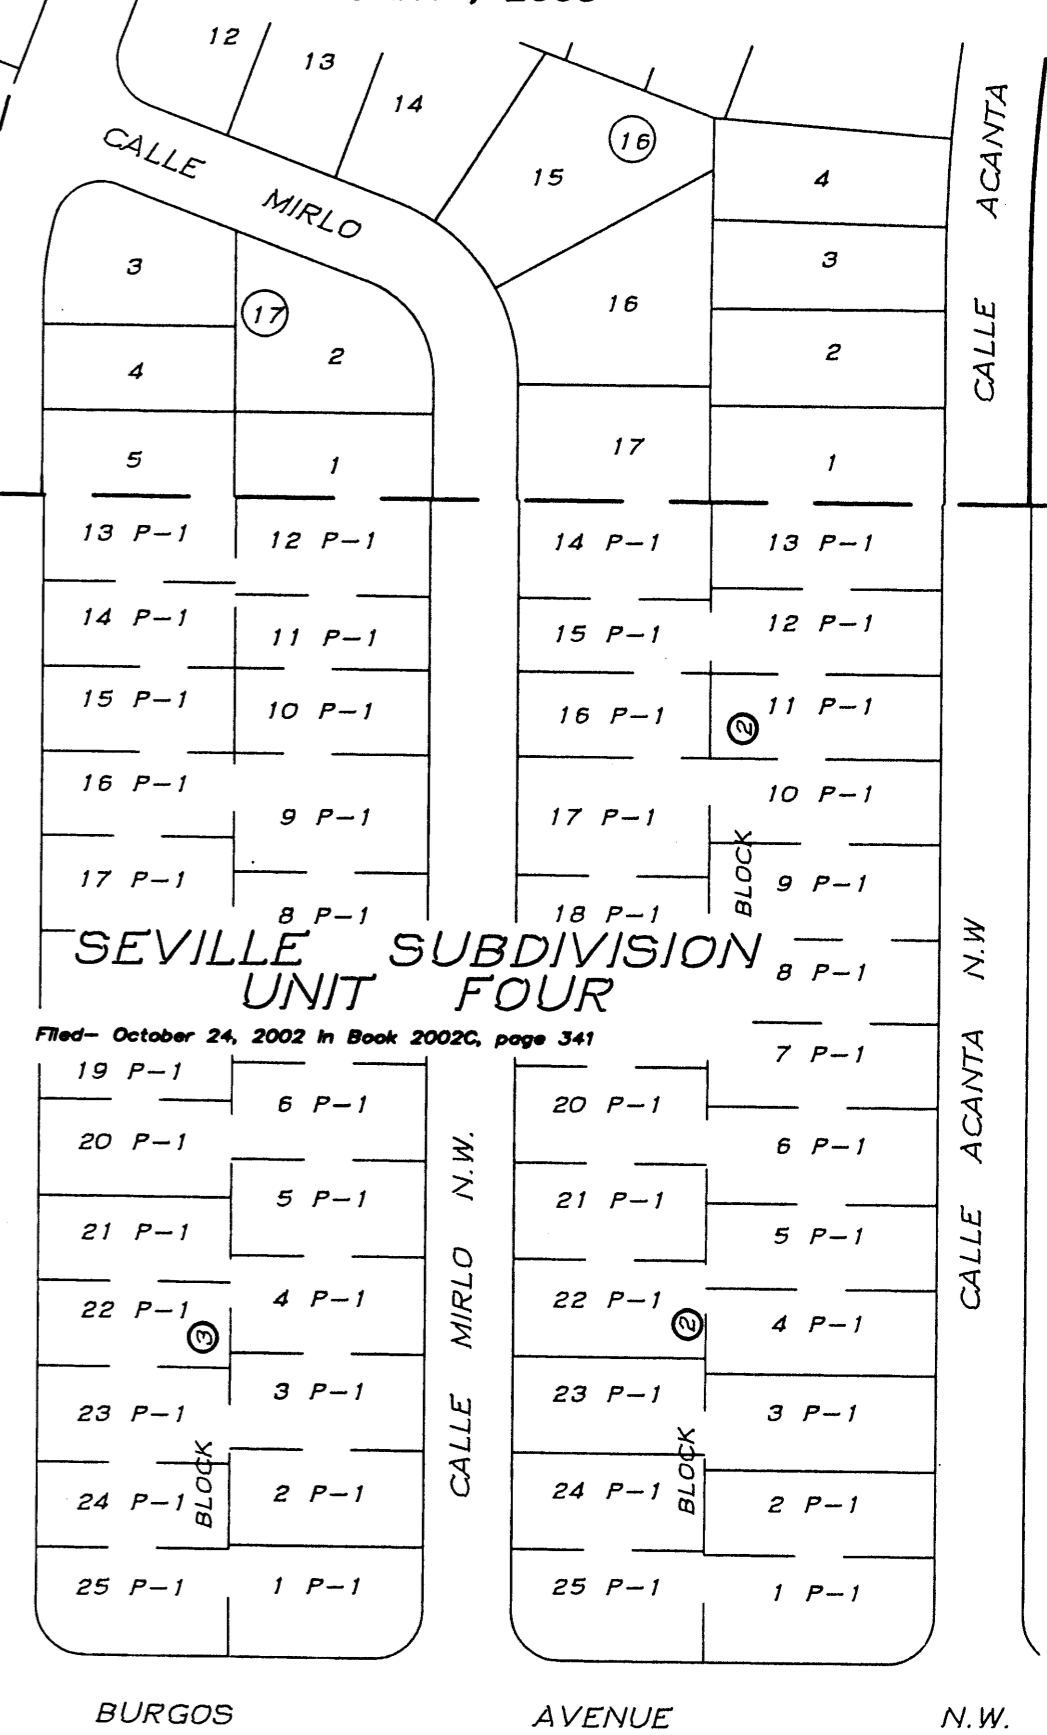 12
13
14
CALLE MIRLO
15
16
16
17
3
17
2
4
5
1
4
3
2
1
CALLE ACANTA
13 P-1
12 P-1
14 P-1
13 P-1
14 P-1
11 P-1
15 P-1
12 P-1
15 P-1
10 P-1
16 P-1
2
11 P-1
16 P-1
9 P-1
17 P-1
10 P-1
17 P-1
8 P-1
18 P-1
BLOCK
9 P-1
SEVILLE SUBDIVISION
UNIT FOUR
Filed- October 24, 2002 in Book 2002C, page 341
8 P-1
7 P-1
19 P-1
6 P-1
20 P-1
6 P-1
20 P-1
5 P-1
21 P-1
5 P-1
21 P-1
4 P-1
22 P-1
4 P-1
22 P-1
3
2
3 P-1
23 P-1
3 P-1
23 P-1
BLOCK
BLOCK
24 P-1
2 P-1
24 P-1
2 P-1
25 P-1
1 P-1
25 P-1
1 P-1
CALLE MIRLO N.W.
CALLE ACANTA N.W
BURGOS AVENUE N.W.